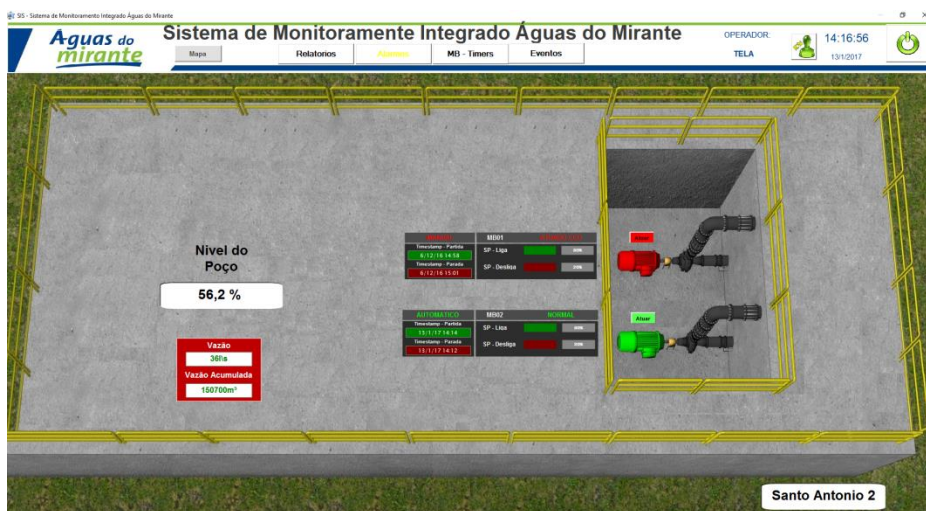 SIS - Sistema de Monitoramento Integrado Águas do Mirante
Águas do
mirante
Sistema de Monitoramente Integrado Águas do Mirante
Mapa
Relatorios
Alarmes
MB - Timers
Eventos
OPERADOR:
TELA
14:16:56
13/1/2017
Nivel do
Poço
56,2 %
Vazão
36l\s
Vazão Acumulada
150700m³
MB01
Timestamp - Partida
6/12/16 14:58
Timestamp - Parada
6/12/16 15:01
SP - Liga
SP - Desliga
Atuar
AUTOMATICO
MB02
NORMAL
Timestamp - Partida
13/1/17 14:14
Timestamp - Parada
13/1/17 14:12
SP - Liga
SP - Desliga
Atuar
Santo Antonio 2